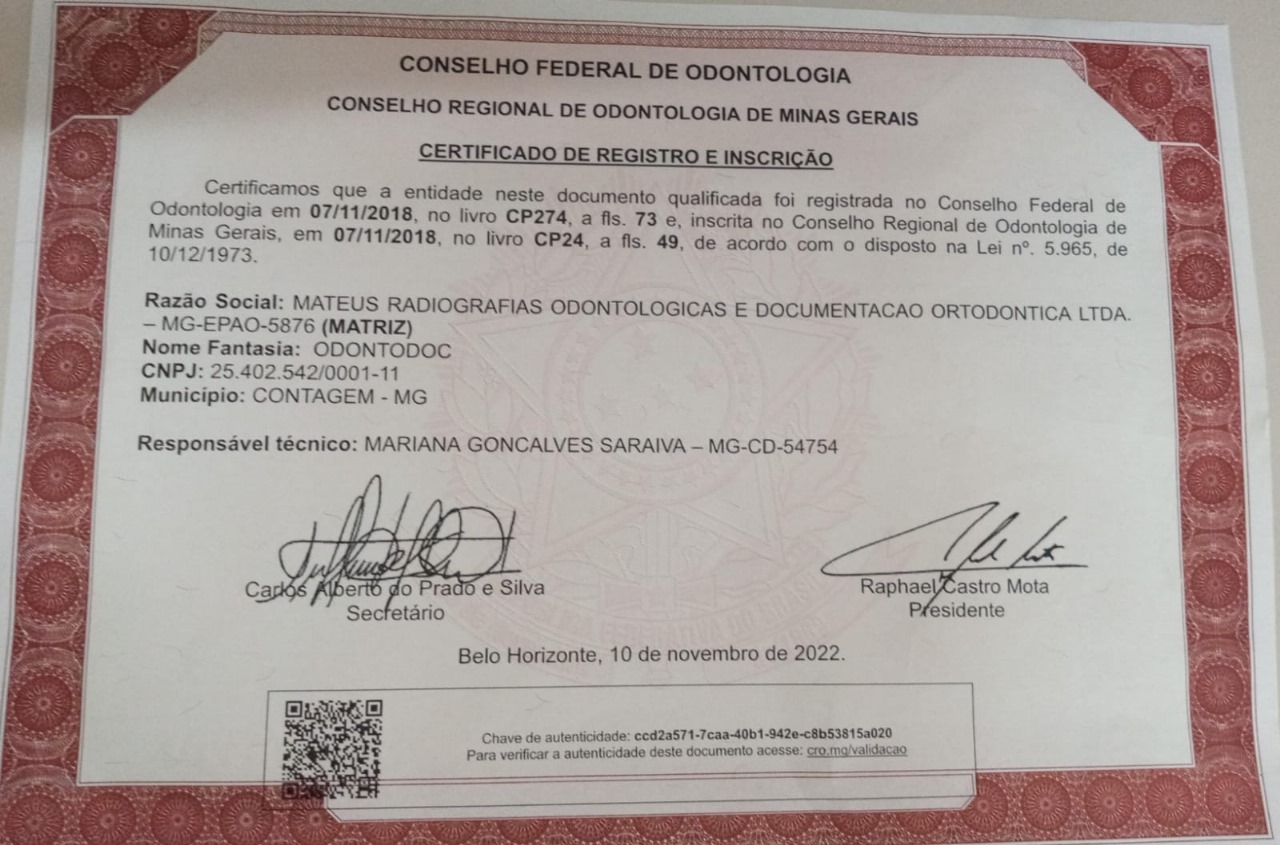 CONSELHO FEDERAL DE ODONTOLOGIA
CONSELHO REGIONAL DE ODONTOLOGIA DE MINAS GERAIS
CERTIFICADO DE REGISTRO E INSCRIÇÃO
Certificamos que a entidade neste documento qualificada foi registrada no Conselho Federal de
Odontologia em 07/11/2018, no livro CP274, a fls. 73 e, inscrita no Conselho Regional de Odontologia de
Minas Gerais, em 07/11/2018, no livro CP24, a fls. 49, de acordo com o disposto na Lei nº. 5.965, de
10/12/1973.
Razão Social: MATEUS RADIOGRAFIAS ODONTOLOGICAS E DOCUMENTACAO ORTODONTICA LTDA.
– MG-EPAO-5876 (MATRIZ)
Nome Fantasia: ODONTODOC
CNPJ: 25.402.542/0001-11
Município: CONTAGEM - MG
Responsável técnico: MARIANA GONCALVES SARAIVA – MG-CD-54754
Carlos Alberto do Prado e Silva
Secretário
Raphael Castro Mota
Presidente
Belo Horizonte, 10 de novembro de 2022.
Chave de autenticidade: ccd2a571-7caa-40b1-942e-c8b53815a020
Para verificar a autenticidade deste documento acesse: cro.mg/validacao